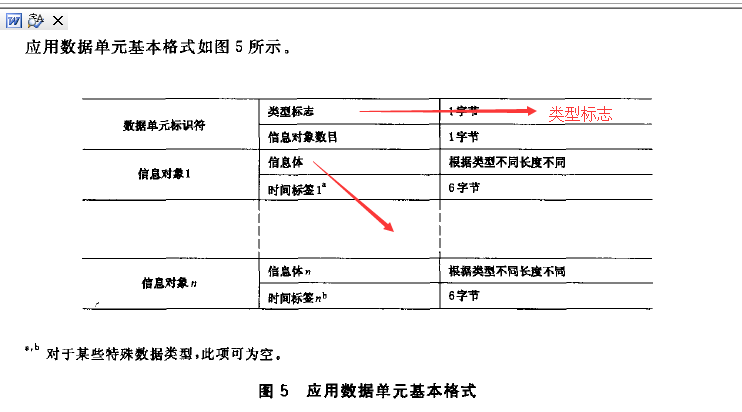 应用数据单元基本格式如图 5 所示。
数据单元标识符 类型标志 1字节 类型标志
信息对象数目 1字节
信息对象1 信息体 根据类型不同长度不同
时间标签1a 6字节
信息对象n 信息体n 根据类型不同长度不同
时间标签nb 6字节
a,b 对于某些特殊数据类型,此项可为空。
图 5 应用数据单元基本格式